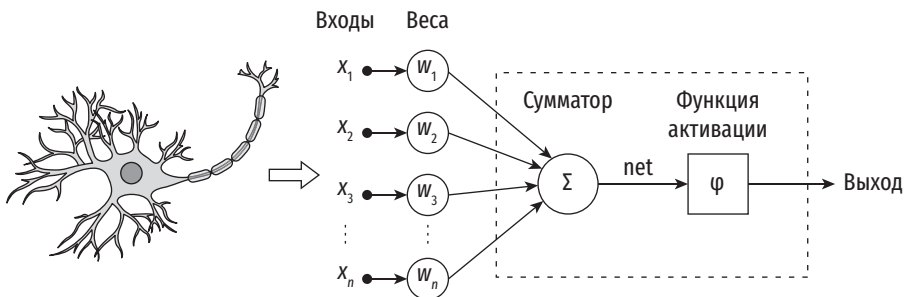 Входы Веса
x1 w1
Сумматор Функция активации
x2 w2
Σ net φ Выход
x3 w3
xn wn